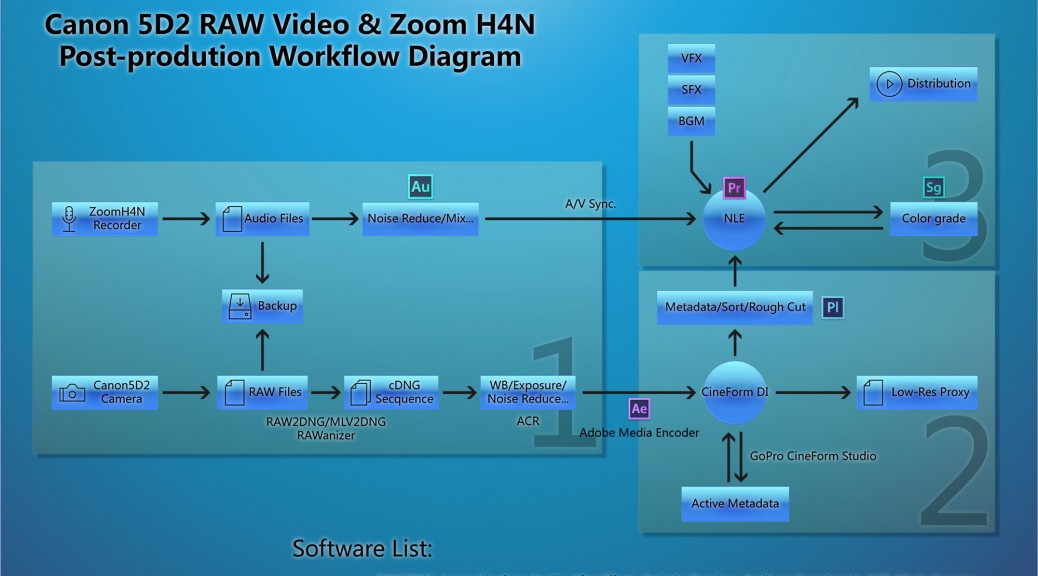 Canon 5D2 RAW Video & Zoom H4N
Post-prodution Workflow Diagram
VFX
SFX
BGM
Distribution
3
Pr
NLE
Sg
Color grade
Au
ZoomH4N
Recorder
Audio Files
Noise Reduce/Mix...
A/V Sync.
Backup
Metadata/Sort/Rough Cut
Pl
1
Canon5D2
Camera
RAW Files
RAW2DNG/MLV2DNG
RAWanizer
cDNG
Secquence
WB/Exposure/
Noise Reduce...
ACR
Ae
Adobe Media Encoder
CineForm DI
Low-Res Proxy
2
GoPro CineForm Studio
Active Metadata
Software List: